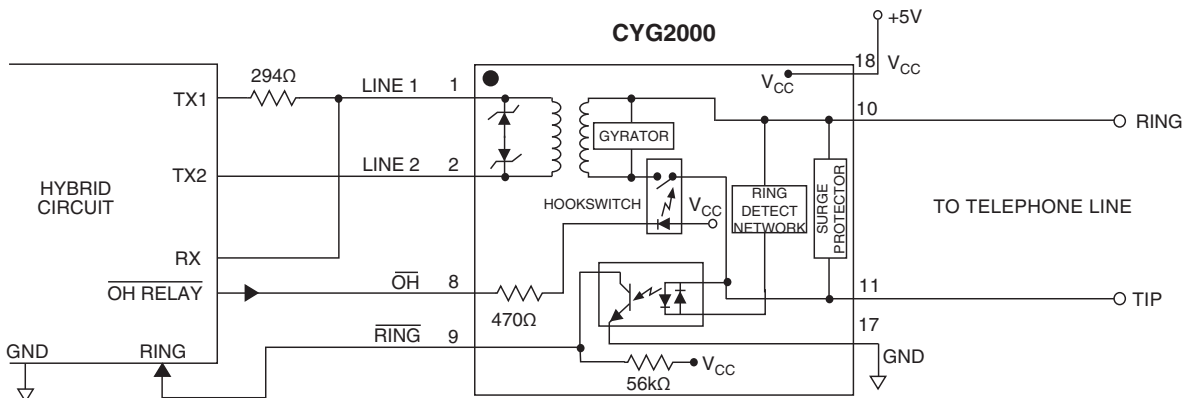 +5V
CYG2000
294Ω
LINE 1
1
18
VCC
VCC
TX1
10
RING
GYRATOR
LINE 2
2
TX2
HYBRID
CIRCUIT
HOOKSWITCH
VCC
RING
DETECT
NETWORK
SURGE
PROTECTOR
TO TELEPHONE LINE
RX
OH RELAY
OH
8
470Ω
11
TIP
RING
9
17
GND
RING
GND
VCC
56kΩ